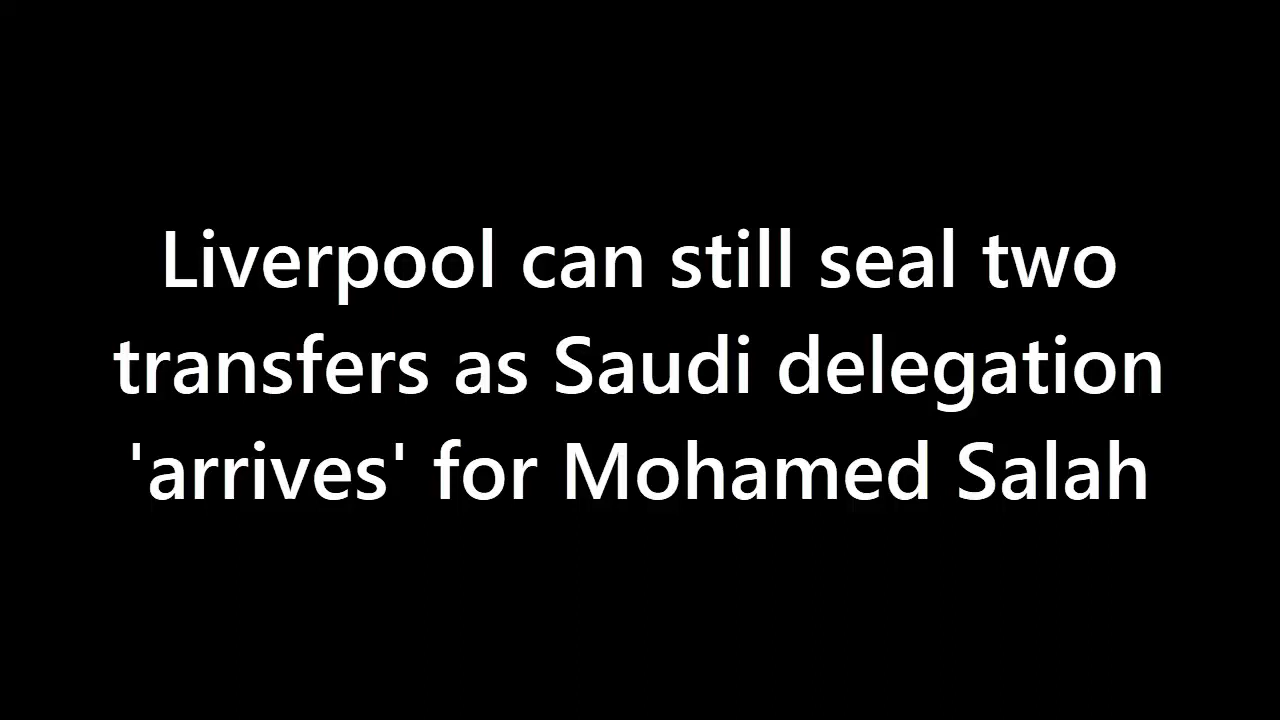 Liverpool can still seal two
transfers as Saudi delegation
'arrives' for Mohamed Salah